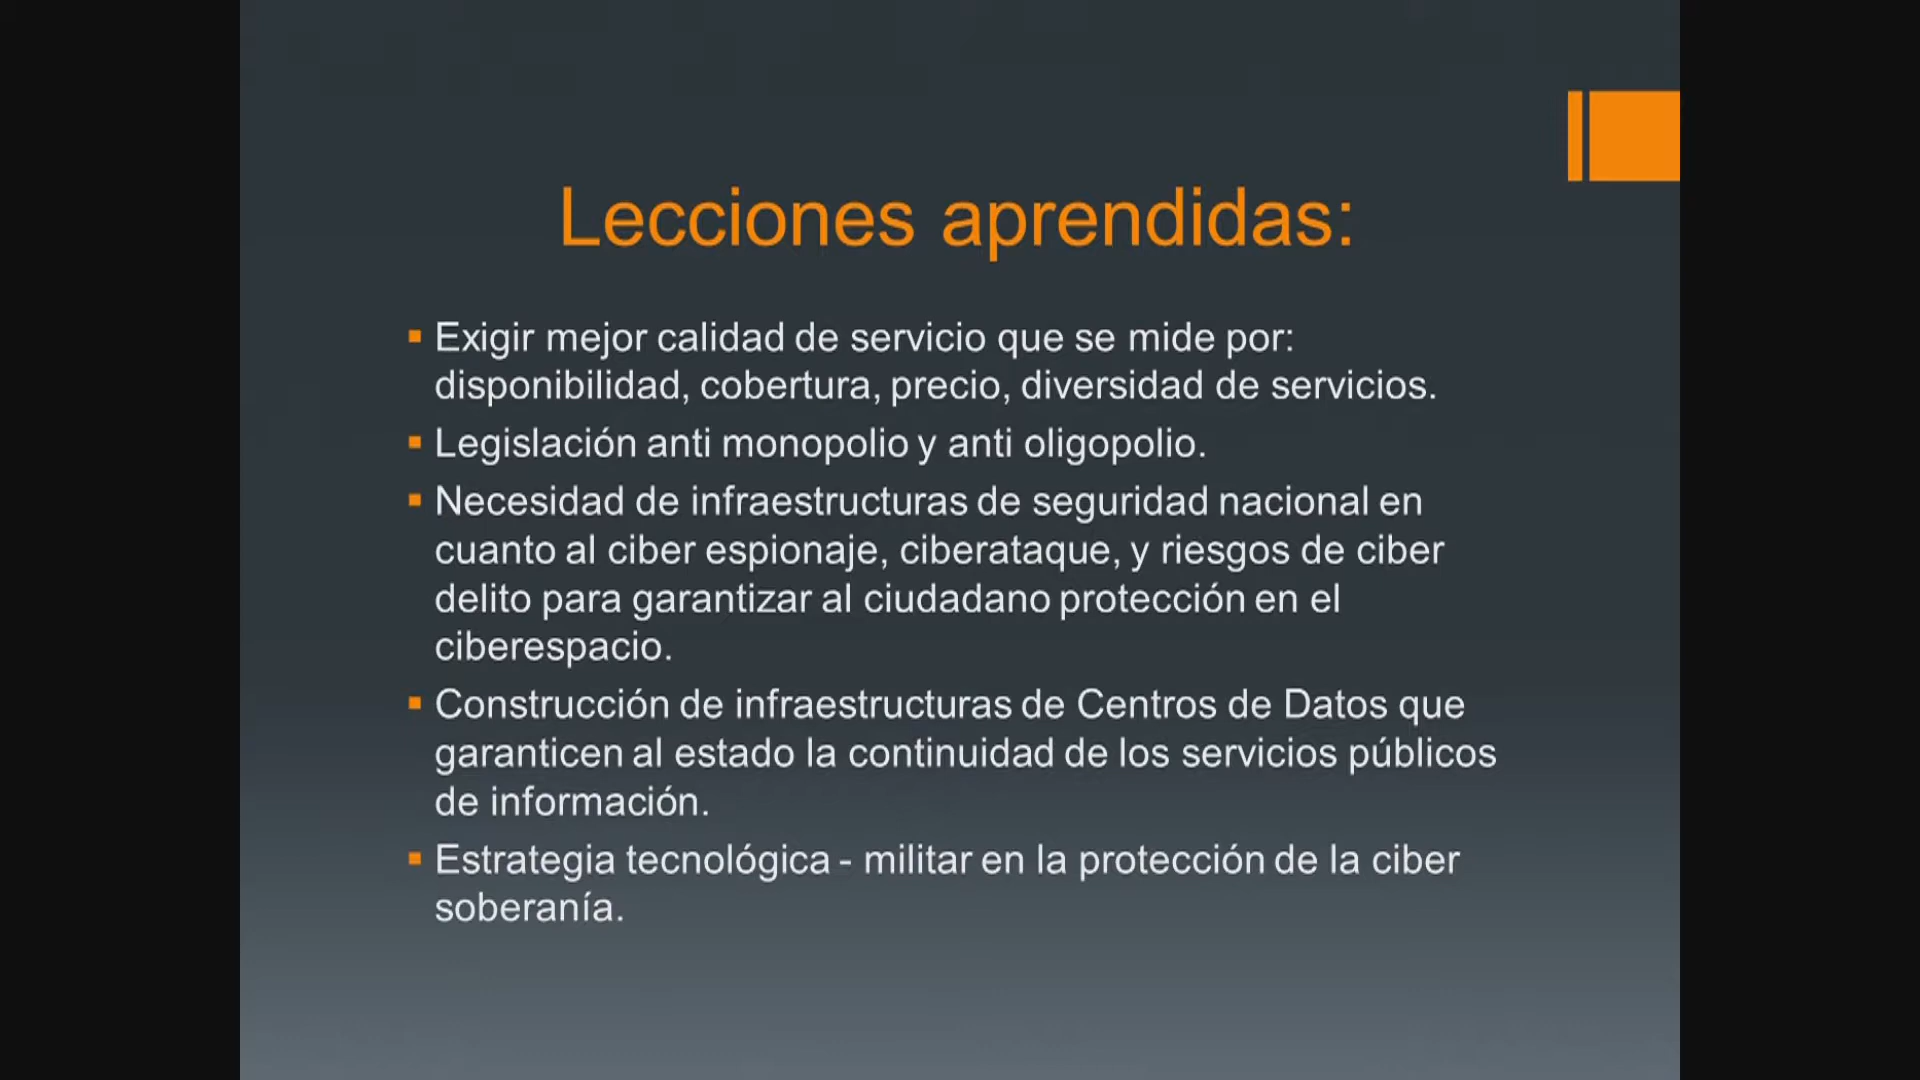 Lecciones aprendidas:
Exigir mejor calidad de servicio que se mide por:
disponibilidad, cobertura, precio, diversidad de servicios.
Legislación anti monopolio y anti oligopolio.
Necesidad de infraestructuras de seguridad nacional en
cuanto al ciber espionaje, ciberataque, y riesgos de ciber
delito para garantizar al ciudadano protección en el
ciberespacio.
Construcción de infraestructuras de Centros de Datos que
garanticen al estado la continuidad de los servicios públicos
de información.
Estrategia tecnológica - militar en la protección de la ciber
soberanía.